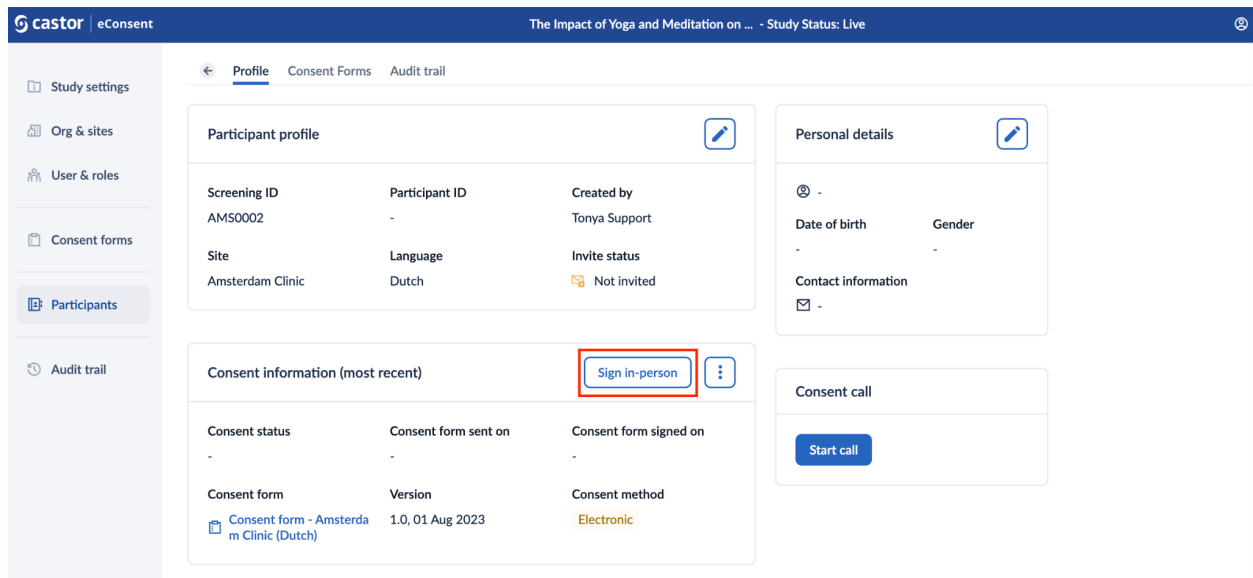 castor | eConsent
The Impact of Yoga and Meditation on ... - Study Status: Live
Study settings
Org & sites
User & roles
Consent forms
Participants
Audit trail
Profile Consent Forms Audit trail
Participant profile
Screening ID Participant ID Created by
AMS0002 - Tonya Support
Site Language Invite status
Amsterdam Clinic Dutch Not invited
Personal details
-
Date of birth Gender
- -
Contact information
-
Consent information (most recent) Sign in-person
Consent status Consent form sent on Consent form signed on
- - -
Consent form Version Consent method
Consent form - Amsterda 1.0, 01 Aug 2023 Electronic
m Clinic (Dutch)
Consent call
Start call